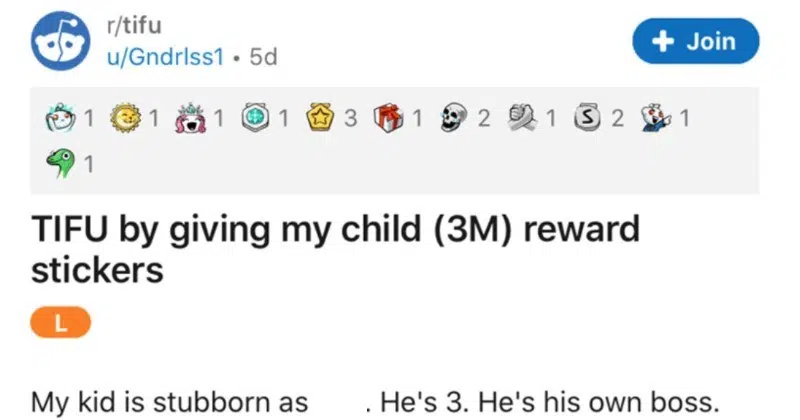 r/tifu
u/Gndrlss1 • 5d
+ Join
1 1 1 1 3 1 2 1 S 2 1
1
TIFU by giving my child (3M) reward
stickers
L
My kid is stubborn as . He's 3. He's his own boss.